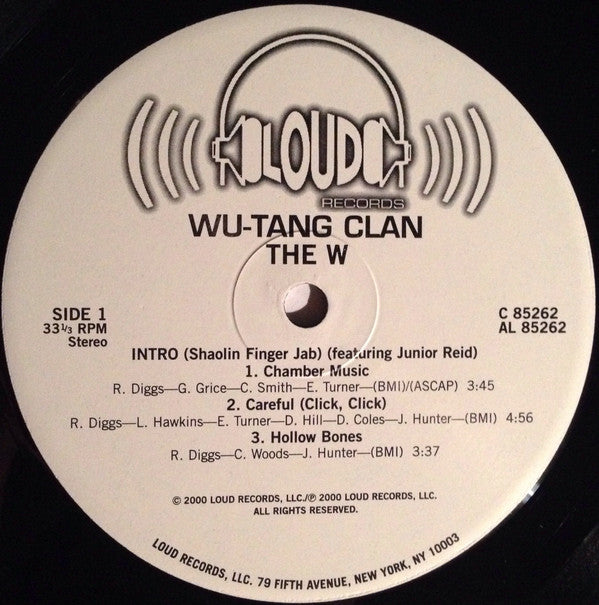 LOUD
RECORDS
WU-TANG CLAN
THE W
SIDE 1
33⅓ RPM
Stereo
C 85262
AL 85262
INTRO (Shaolin Finger Jab) (featuring Junior Reid)
1. Chamber Music
R. Diggs—G. Grice—C. Smith—E. Turner—(BMI)/(ASCAP) 3:45
2. Careful (Click, Click)
R. Diggs—L. Hawkins—E. Turner—D. Hill—D. Coles—J. Hunter—(BMI) 4:56
3. Hollow Bones
R. Diggs—C. Woods—J. Hunter—(BMI) 3:37
© 2000 LOUD RECORDS, LLC./℗ 2000 LOUD RECORDS, LLC.
ALL RIGHTS RESERVED.
LOUD RECORDS, LLC. 79 FIFTH AVENUE, NEW YORK, NY 10003